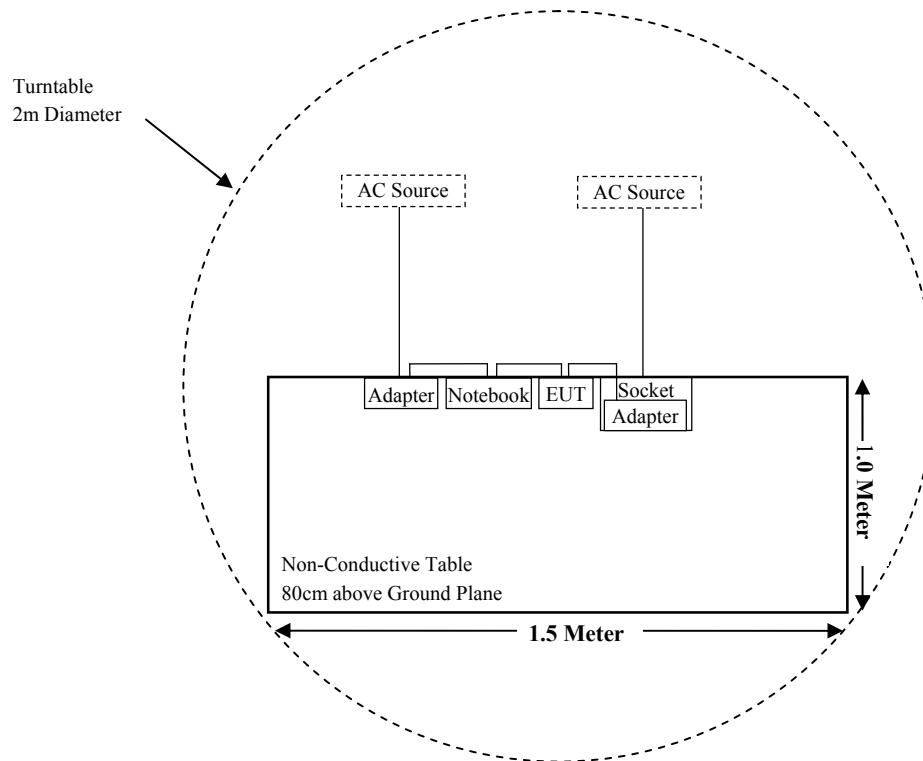 Turntable
2m Diameter
AC Source
AC Source
Adapter
Notebook
EUT
Socket
Adapter
1.0 Meter
Non-Conductive Table
80cm above Ground Plane
1.5 Meter